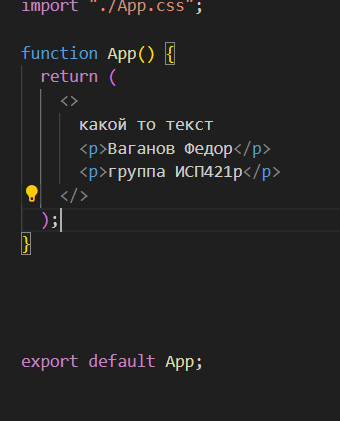 import "./App.css";
function App() {
return (
<>
какой то текст
<p>Ваганов Федор</p>
<p>группа ИСП421р</p>
</>
);
}
export default App;